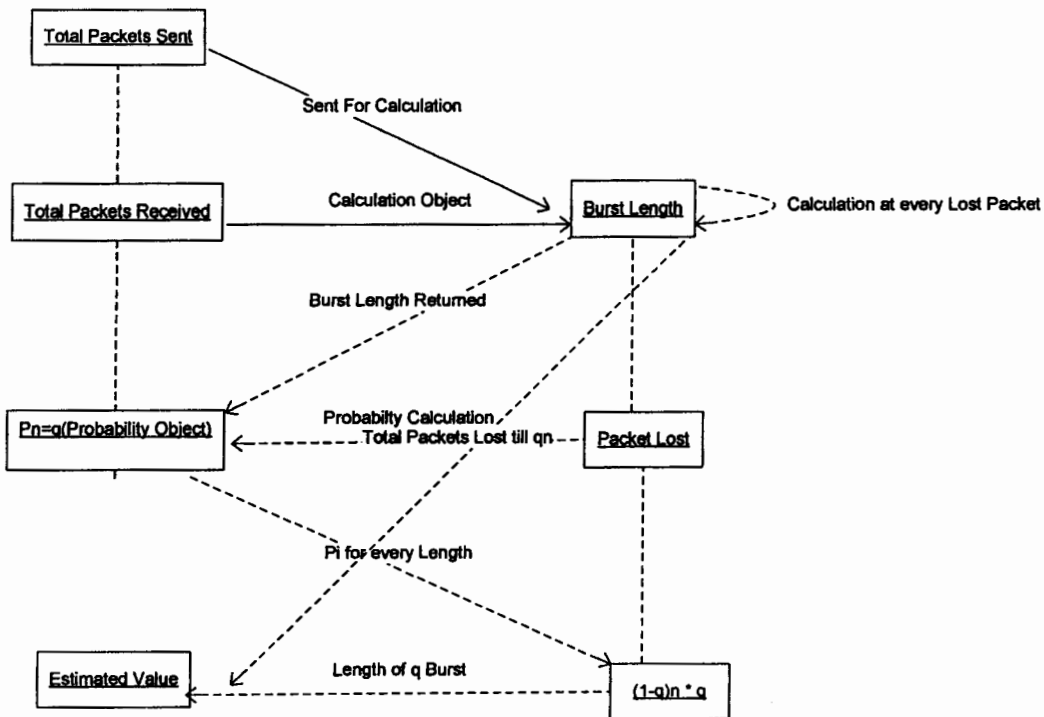 Total Packets Sent
Sent For Calculation
Total Packets Received
Calculation Object
Burst Length
Calculation at every Lost Packet
Burst Length Returned
Pn=q(Probability Object)
Probabilty Calculation
Total Packets Lost till qn
Packet Lost
Pi for every Length
Estimated Value
Length of q Burst
(1-q)n * q